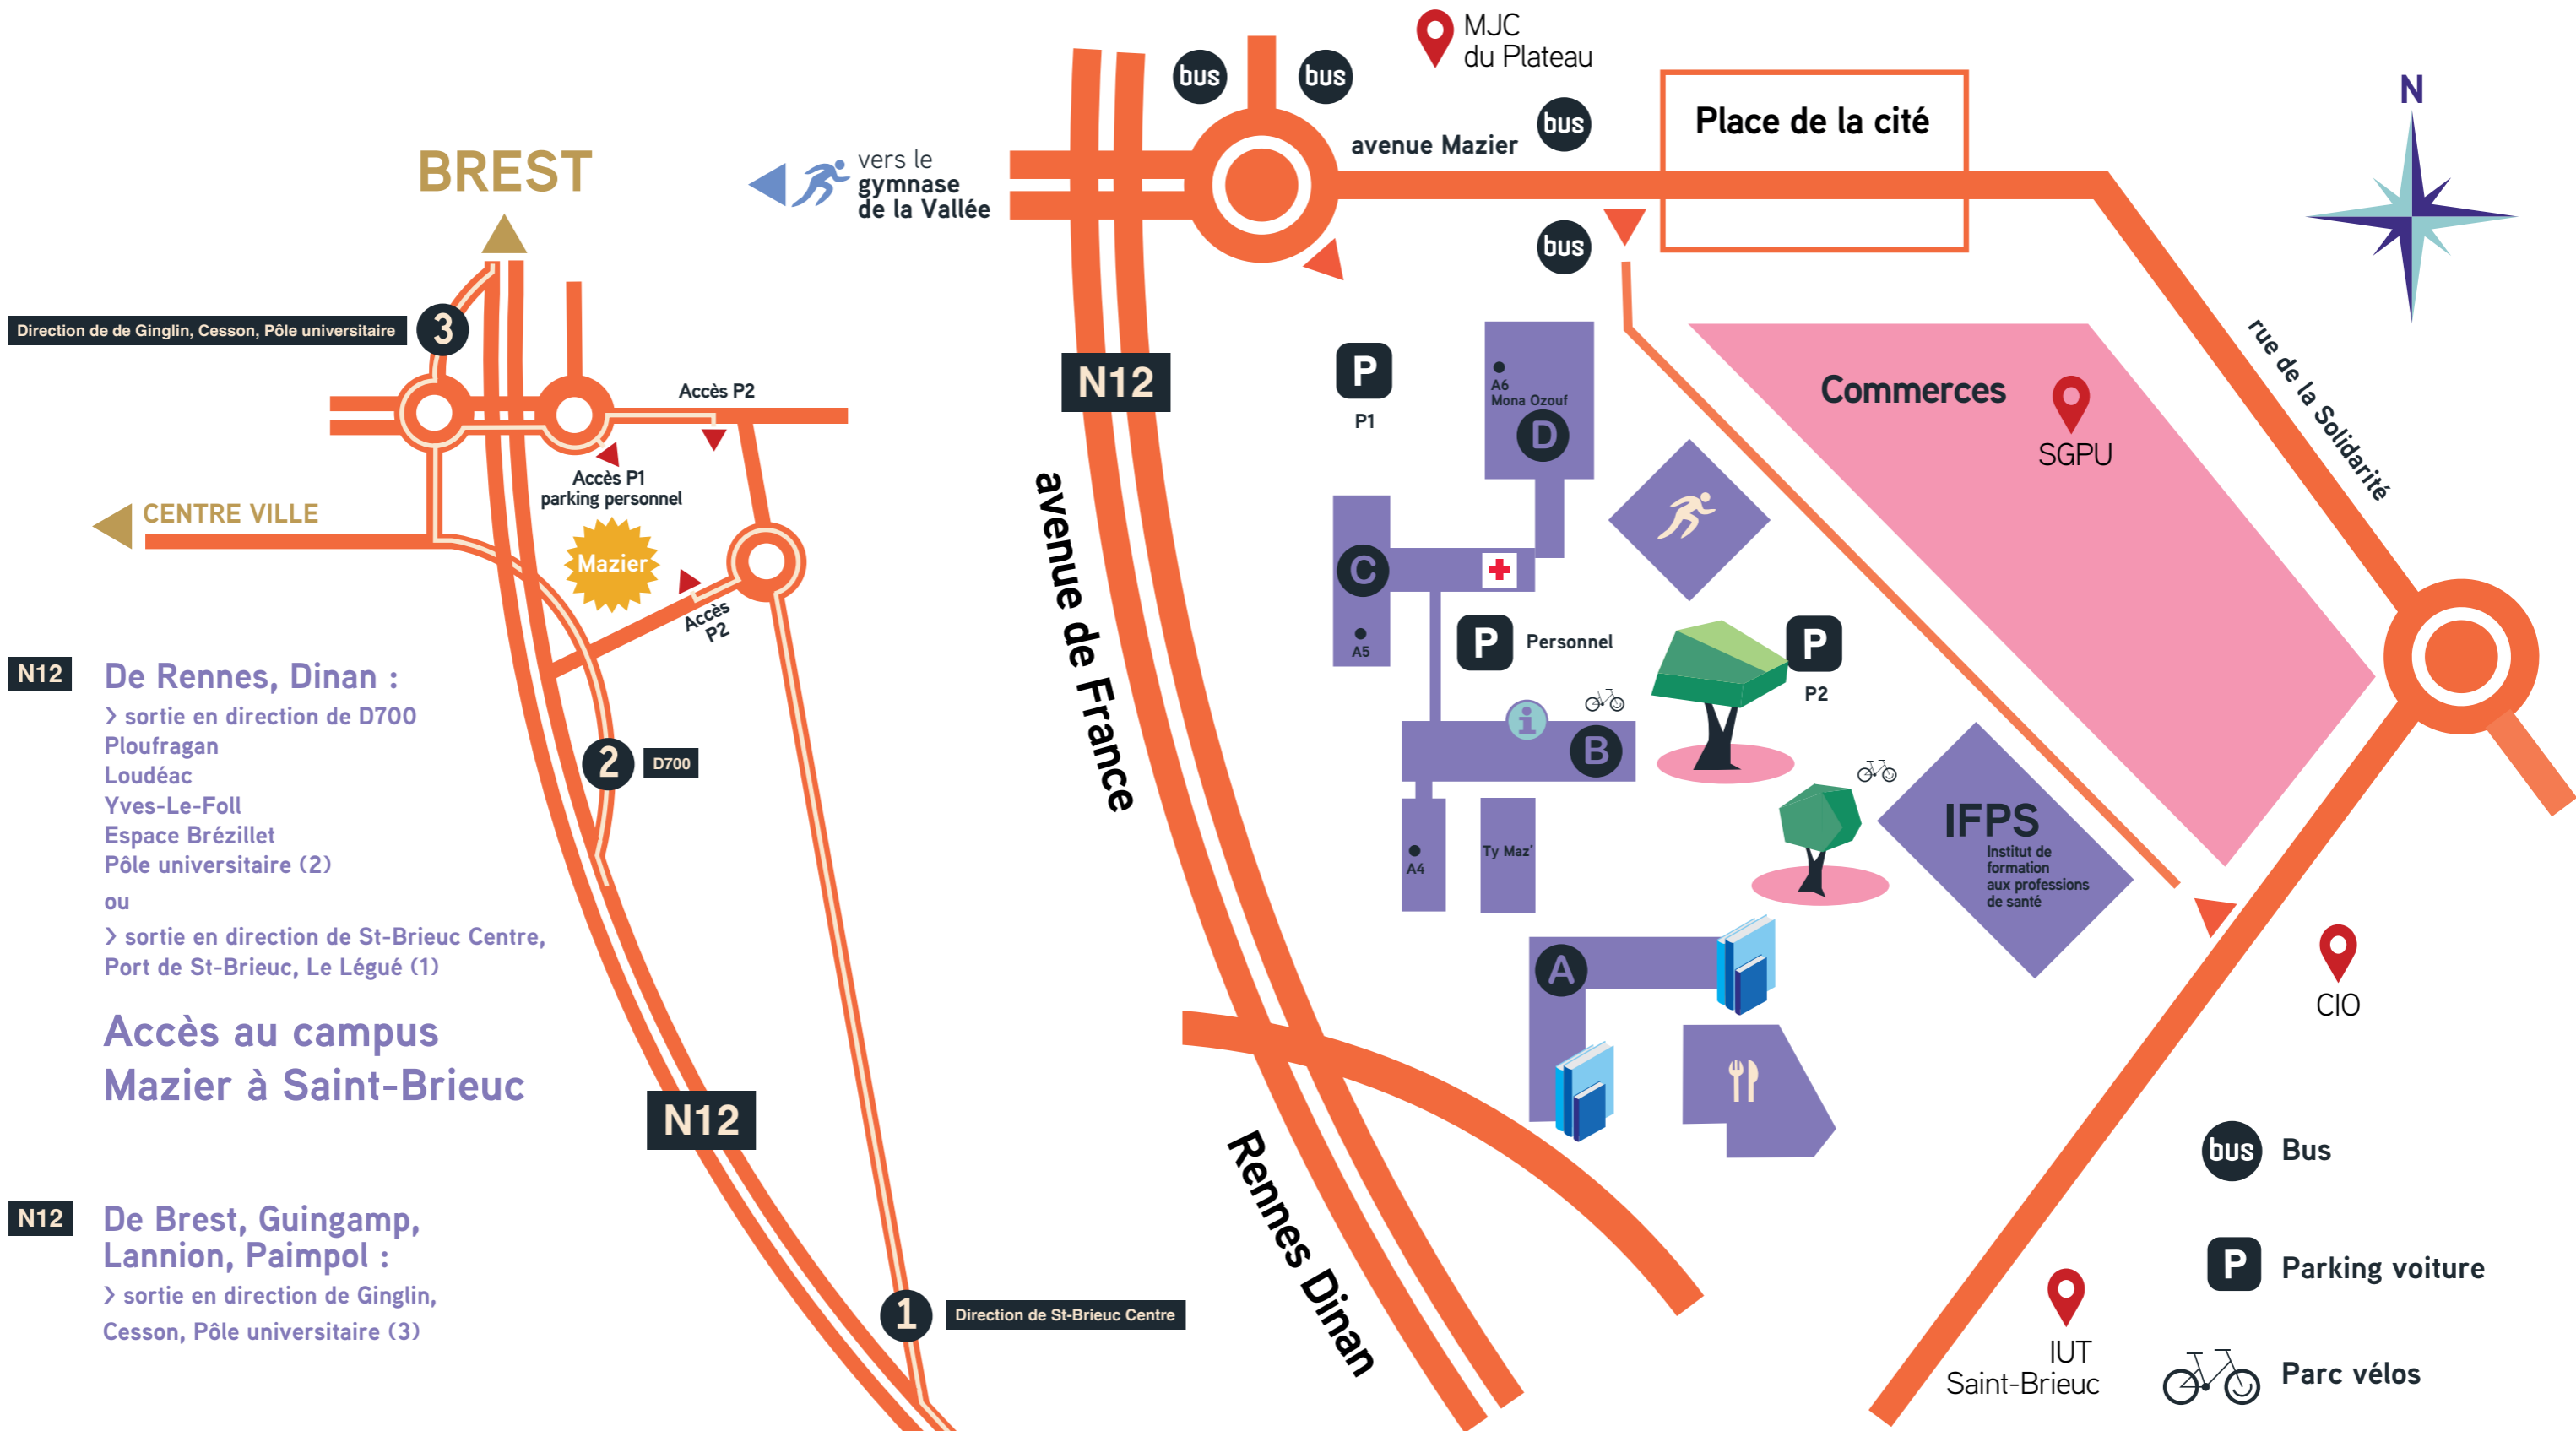 BREST
Direction de de Ginglin, Cesson, Pôle universitaire
3
Accès P2
Accès P1
parking personnel
CENTRE VILLE
Mazier
Accès
P2
2
D700
N12
De Rennes, Dinan :
> sortie en direction de D700
Ploufragan
Loudéac
Yves-Le-Foll
Espace Brézillet
Pôle universitaire (2)
ou
> sortie en direction de St-Brieuc Centre,
Port de St-Brieuc, Le Légué (1)
Accès au campus
Mazier à Saint-Brieuc
N12
N12
De Brest, Guingamp,
Lannion, Paimpol :
> sortie en direction de Ginglin,
Cesson, Pôle universitaire (3)
1
Direction de St-Brieuc Centre
vers le
gymnase
de la Vallée
bus
bus
MJC
du Plateau
avenue Mazier
bus
bus
Place de la cité
N
N12
avenue de France
Rennes Dinan
P
P1
A6
Mona Ozouf
D
C
A5
P
Personnel
P
P2
i
B
A4
Ty Maz'
A
Commerces
SGPU
rue de la Solidarité
IFPS
Institut de
formation
aux professions
de santé
CIO
IUT
Saint-Brieuc
bus
Bus
P
Parking voiture
Parc vélos